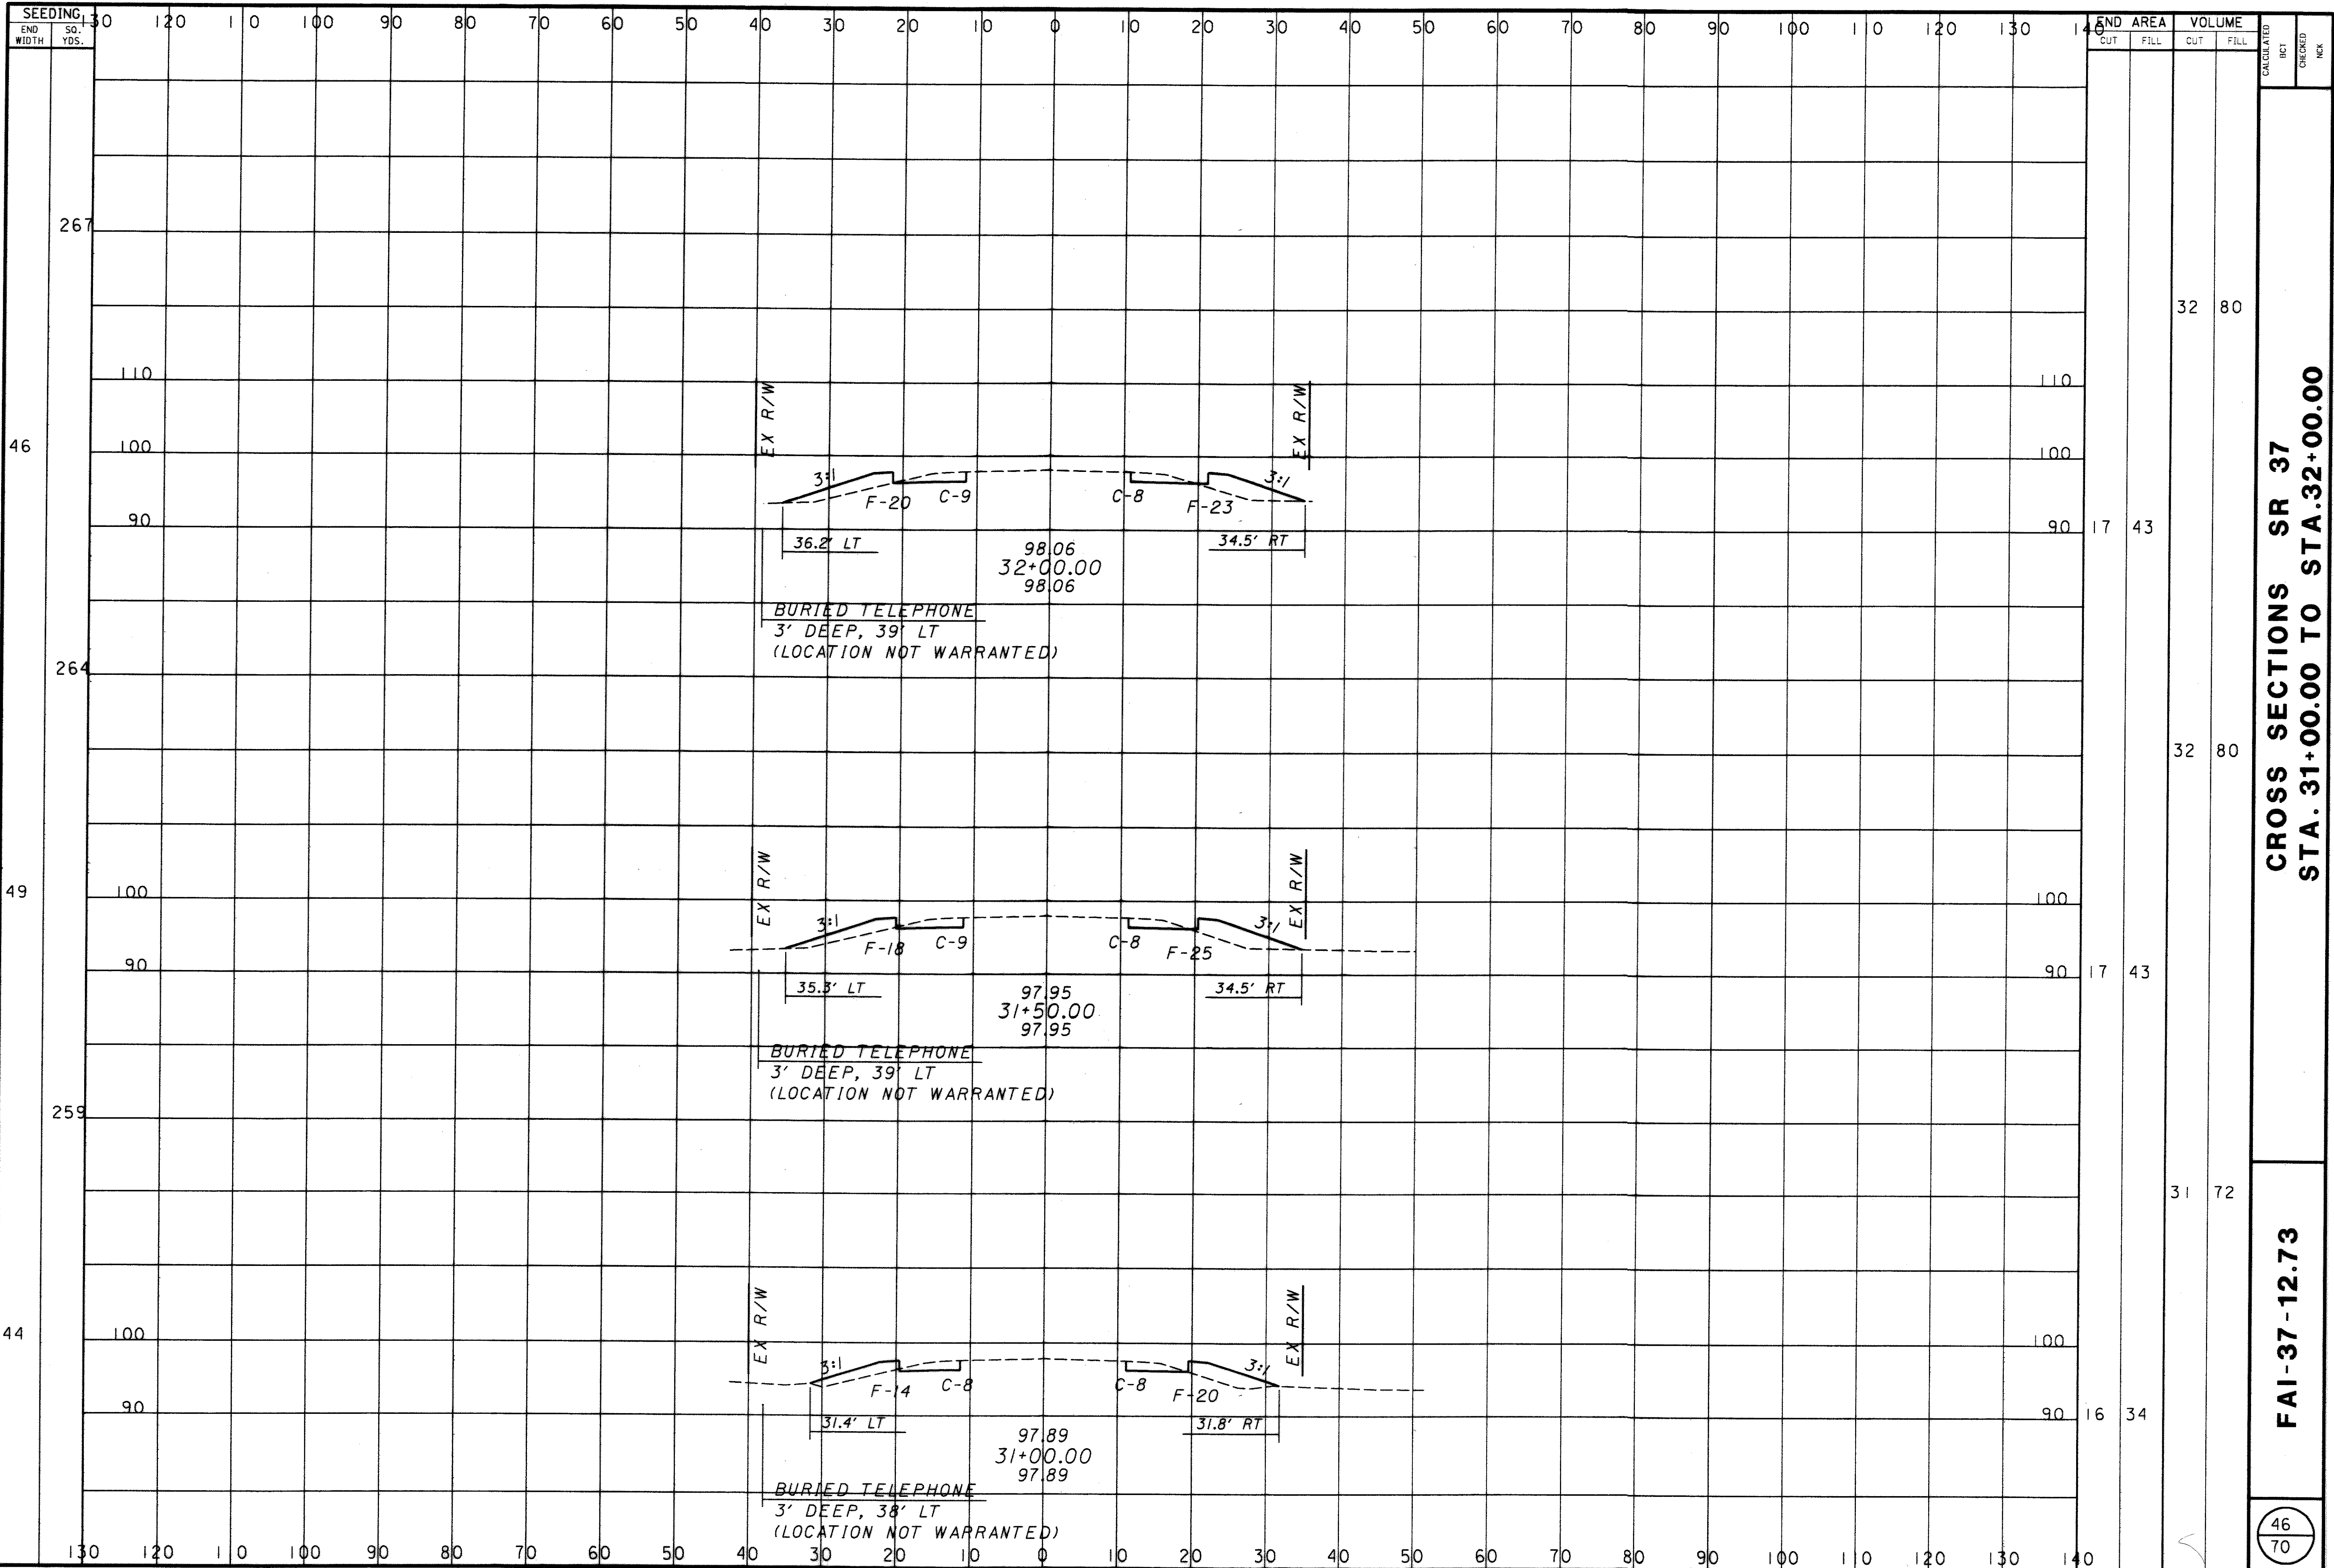 SEEDING
END WIDTH
SQ. YDS.
130 120 110 100 90 80 70 60 50 40 30 20 10 0 10 20 30 40 50 60 70 80 90 100 110 120 130 140
END AREA
VOLUME
CUT FILL CUT FILL
CALCULATED
BCT
CHECKED
NCK
267
32 80
110 110
EX R/W
EX R/W
46
100 100
3:1
F-20
C-9
C-8
F-23
3:1
90 90
17 43
36.2' LT
34.5' RT
98.06
32+00.00
98.06
BURIED TELEPHONE
3' DEEP, 39' LT
(LOCATION NOT WARRANTED)
264
32 80
EX R/W
EX R/W
49
100 100
3:1
F-18
C-9
C-8
F-25
3:1
90 90
17 43
35.3' LT
34.5' RT
97.95
31+50.00
97.95
BURIED TELEPHONE
3' DEEP, 39' LT
(LOCATION NOT WARRANTED)
259
31 72
EX R/W
EX R/W
44
100 100
3:1
F-14
C-8
C-8
F-20
3:1
90 90
16 34
31.4' LT
31.8' RT
97.89
31+00.00
97.89
BURIED TELEPHONE
3' DEEP, 38' LT
(LOCATION NOT WARRANTED)
130 120 110 100 90 80 70 60 50 40 30 20 10 0 10 20 30 40 50 60 70 80 90 100 110 120 130 140
CROSS SECTIONS SR 37
STA. 31+00.00 TO STA.32+00.00
FAI-37-12.73
46
70